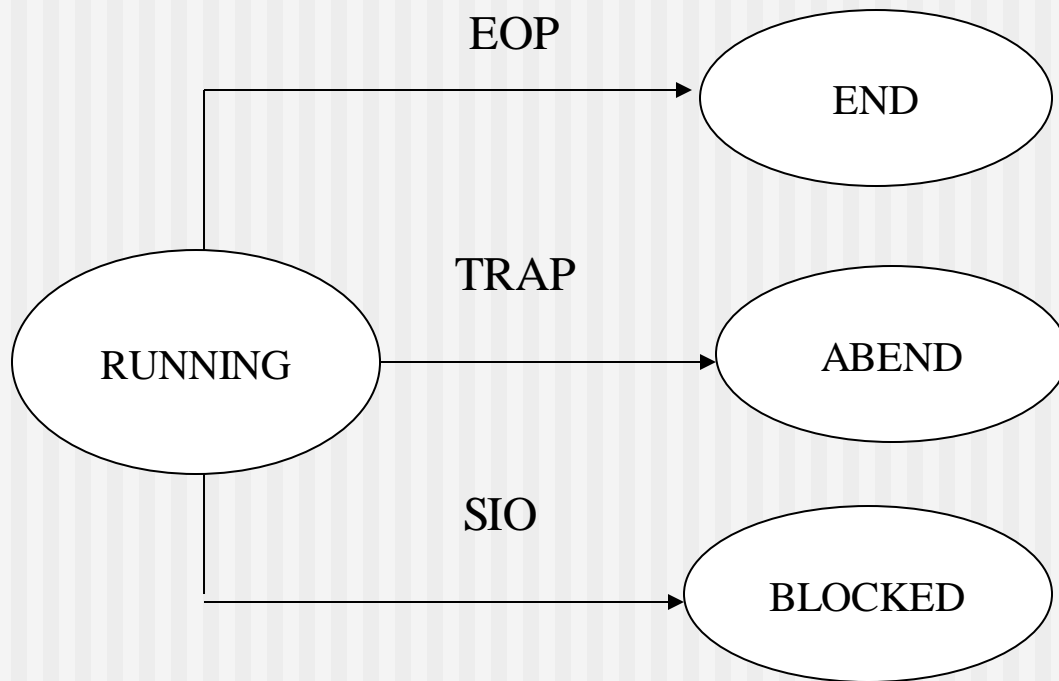 EOP
END
TRAP
RUNNING
ABEND
SIO
BLOCKED